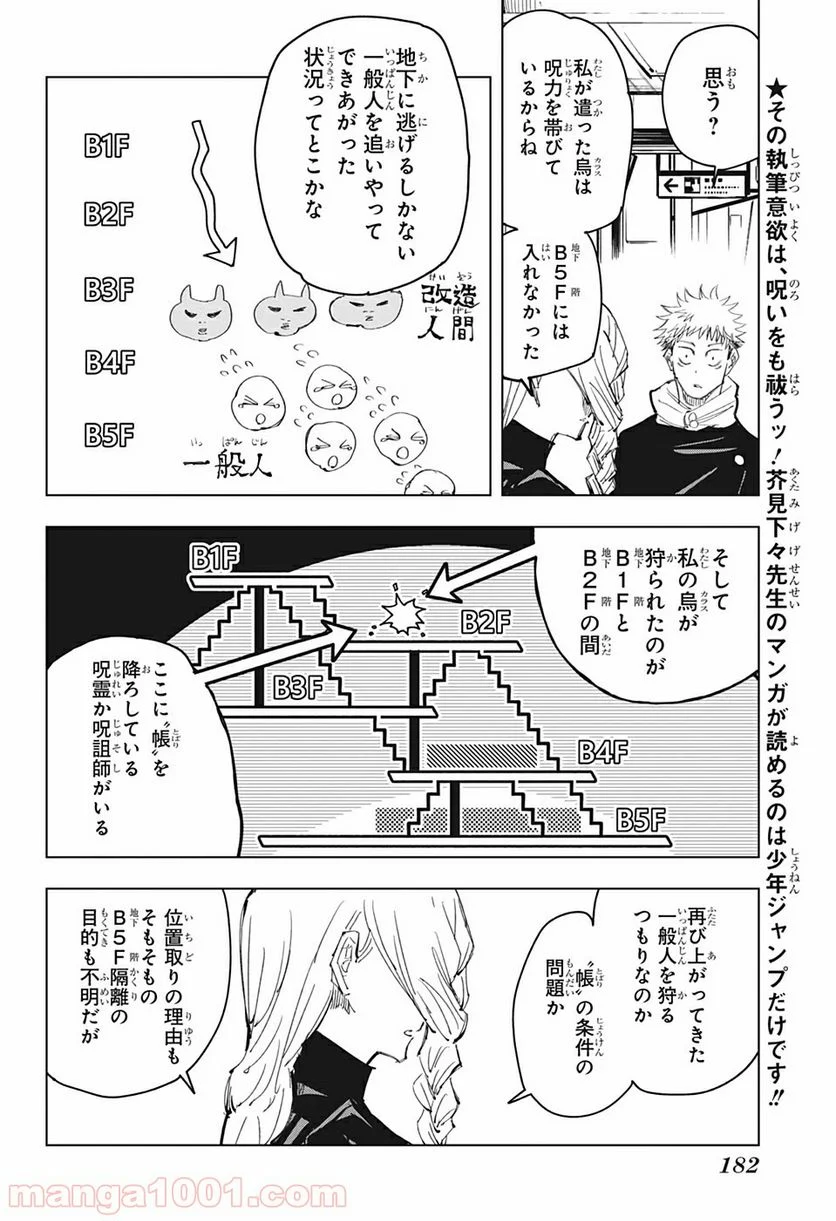 ★その執筆意欲は、呪いをも祓うッ！芥見下々先生のマンガが読めるのは少年ジャンプだけです!!
思う？
私が遣った烏は
呪力を帯びて
いるからね
B5Fには
入れなかった
地下に逃げるしかない
一般人を追いやって
できあがった
状況ってとこかな
B1F
B2F
B3F
B4F
B5F
改造
人間
一般人
そして
私の烏が
狩られたのが
B1Fと
B2Fの間
B1F
B2F
B3F
B4F
B5F
ここに〝帳〟を
降ろしている
呪霊か呪詛師がいる
再び上がってきた
一般人を狩る
つもりなのか
〝帳〟の条件の
問題か
位置取りの理由も
そもそもの
B5F隔離の
目的も不明だが
182
manga1001.com